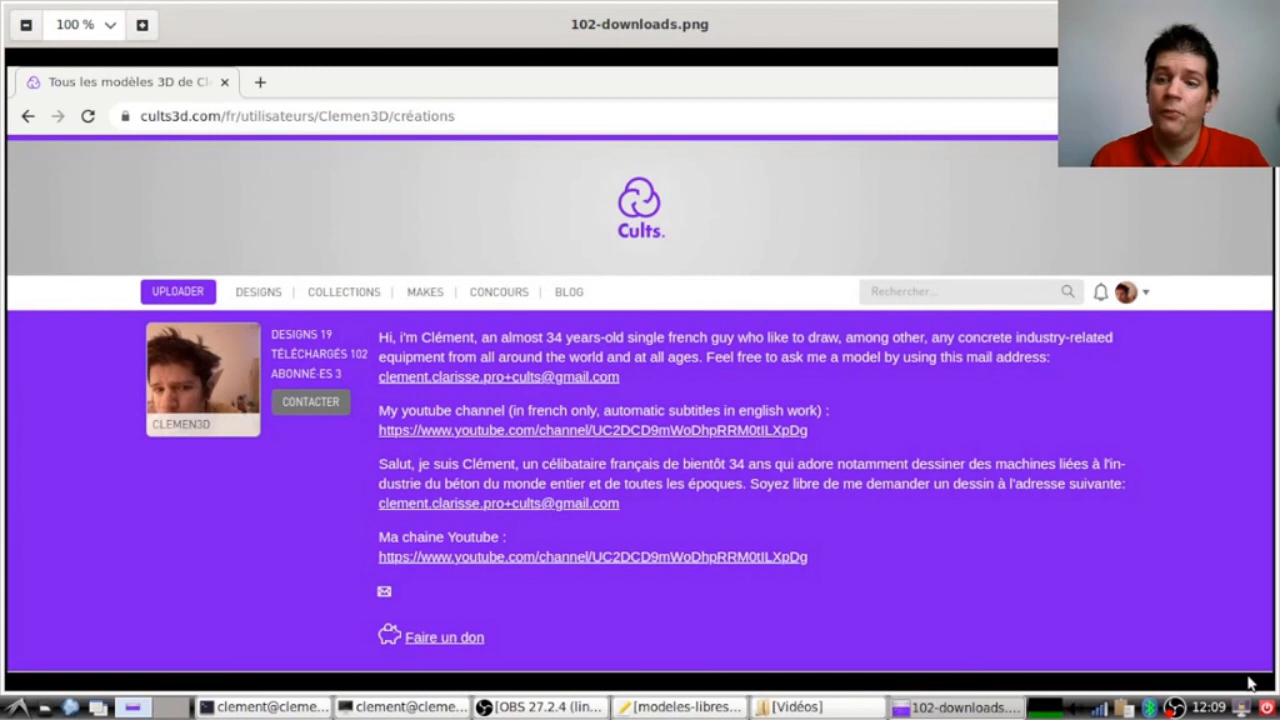 100 %
102-downloads.png
Tous les modèles 3D de Cl
cults3d.com/fr/utilisateurs/Clemen3D/créations
Cults.
UPLOADER DESIGNS | COLLECTIONS | MAKES | CONCOURS | BLOG Rechercher...
DESIGNS 19
TÉLÉCHARGÉS 102
ABONNÉ·ES 3
CONTACTER
CLEMEN3D
Hi, i'm Clément, an almost 34 years-old single french guy who like to draw, among other, any concrete industry-related
equipment from all around the world and at all ages. Feel free to ask me a model by using this mail address:
clement.clarisse.pro+cults@gmail.com
My youtube channel (in french only, automatic subtitles in english work) :
https://www.youtube.com/channel/UC2DCD9mWoDhpRRM0tILXpDg
Salut, je suis Clément, un célibataire français de bientôt 34 ans qui adore notamment dessiner des machines liées à l'in-
dustrie du béton du monde entier et de toutes les époques. Soyez libre de me demander un dessin à l'adresse suivante:
clement.clarisse.pro+cults@gmail.com
Ma chaine Youtube :
https://www.youtube.com/channel/UC2DCD9mWoDhpRRM0tILXpDg
Faire un don
clement@cleme... clement@cleme... [OBS 27.2.4 (lin... [modeles-libres... [Vidéos] 102-downloads.... 12:09